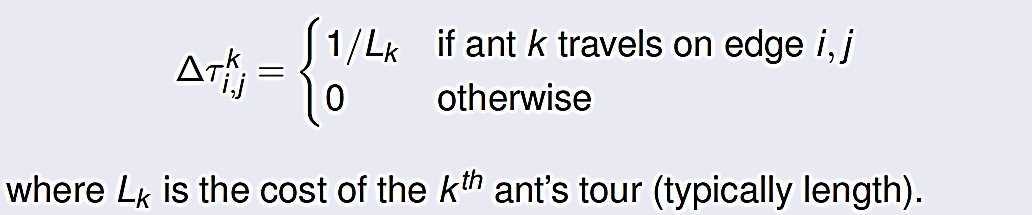 Δτ^k_{i,j} = { 1/L_k if ant k travels on edge i, j
0 otherwise
where L_k is the cost of the k^{th} ant's tour (typically length).